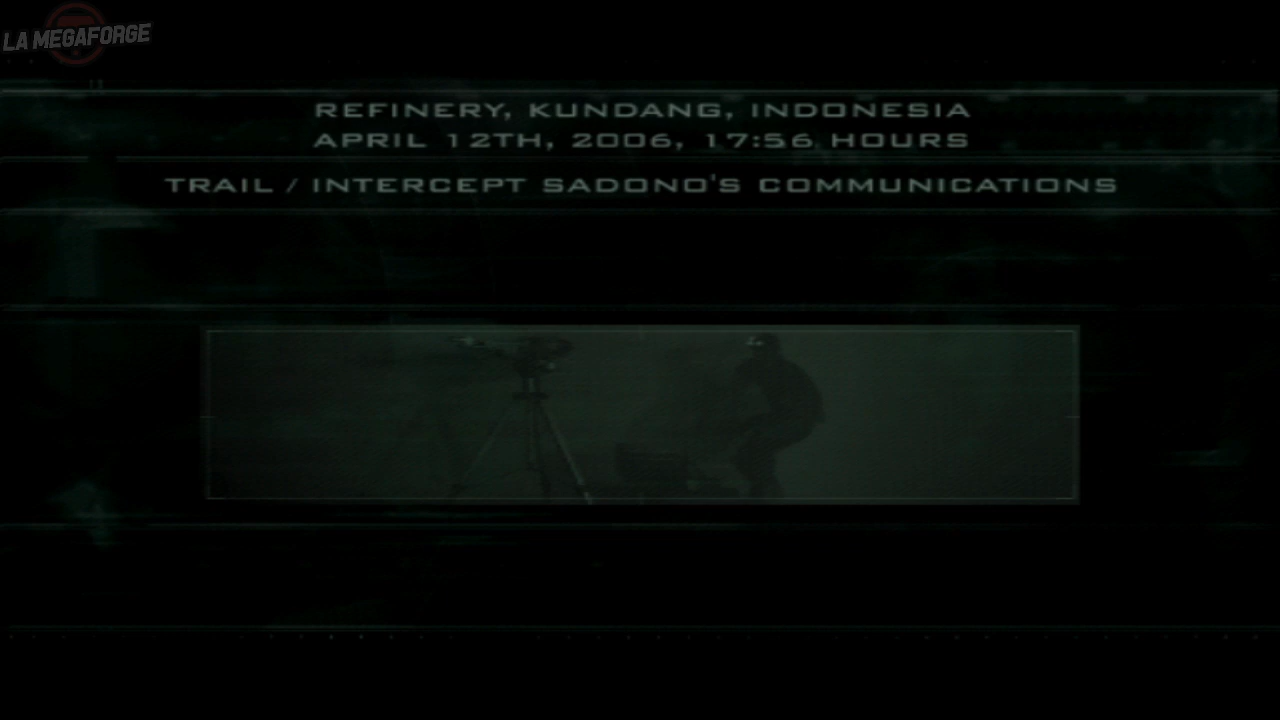 LA MEGAFORGE
REFINERY, KUNDANG, INDONESIA
APRIL 12TH, 2006, 17:56 HOURS
TRAIL / INTERCEPT SADONO'S COMMUNICATIONS